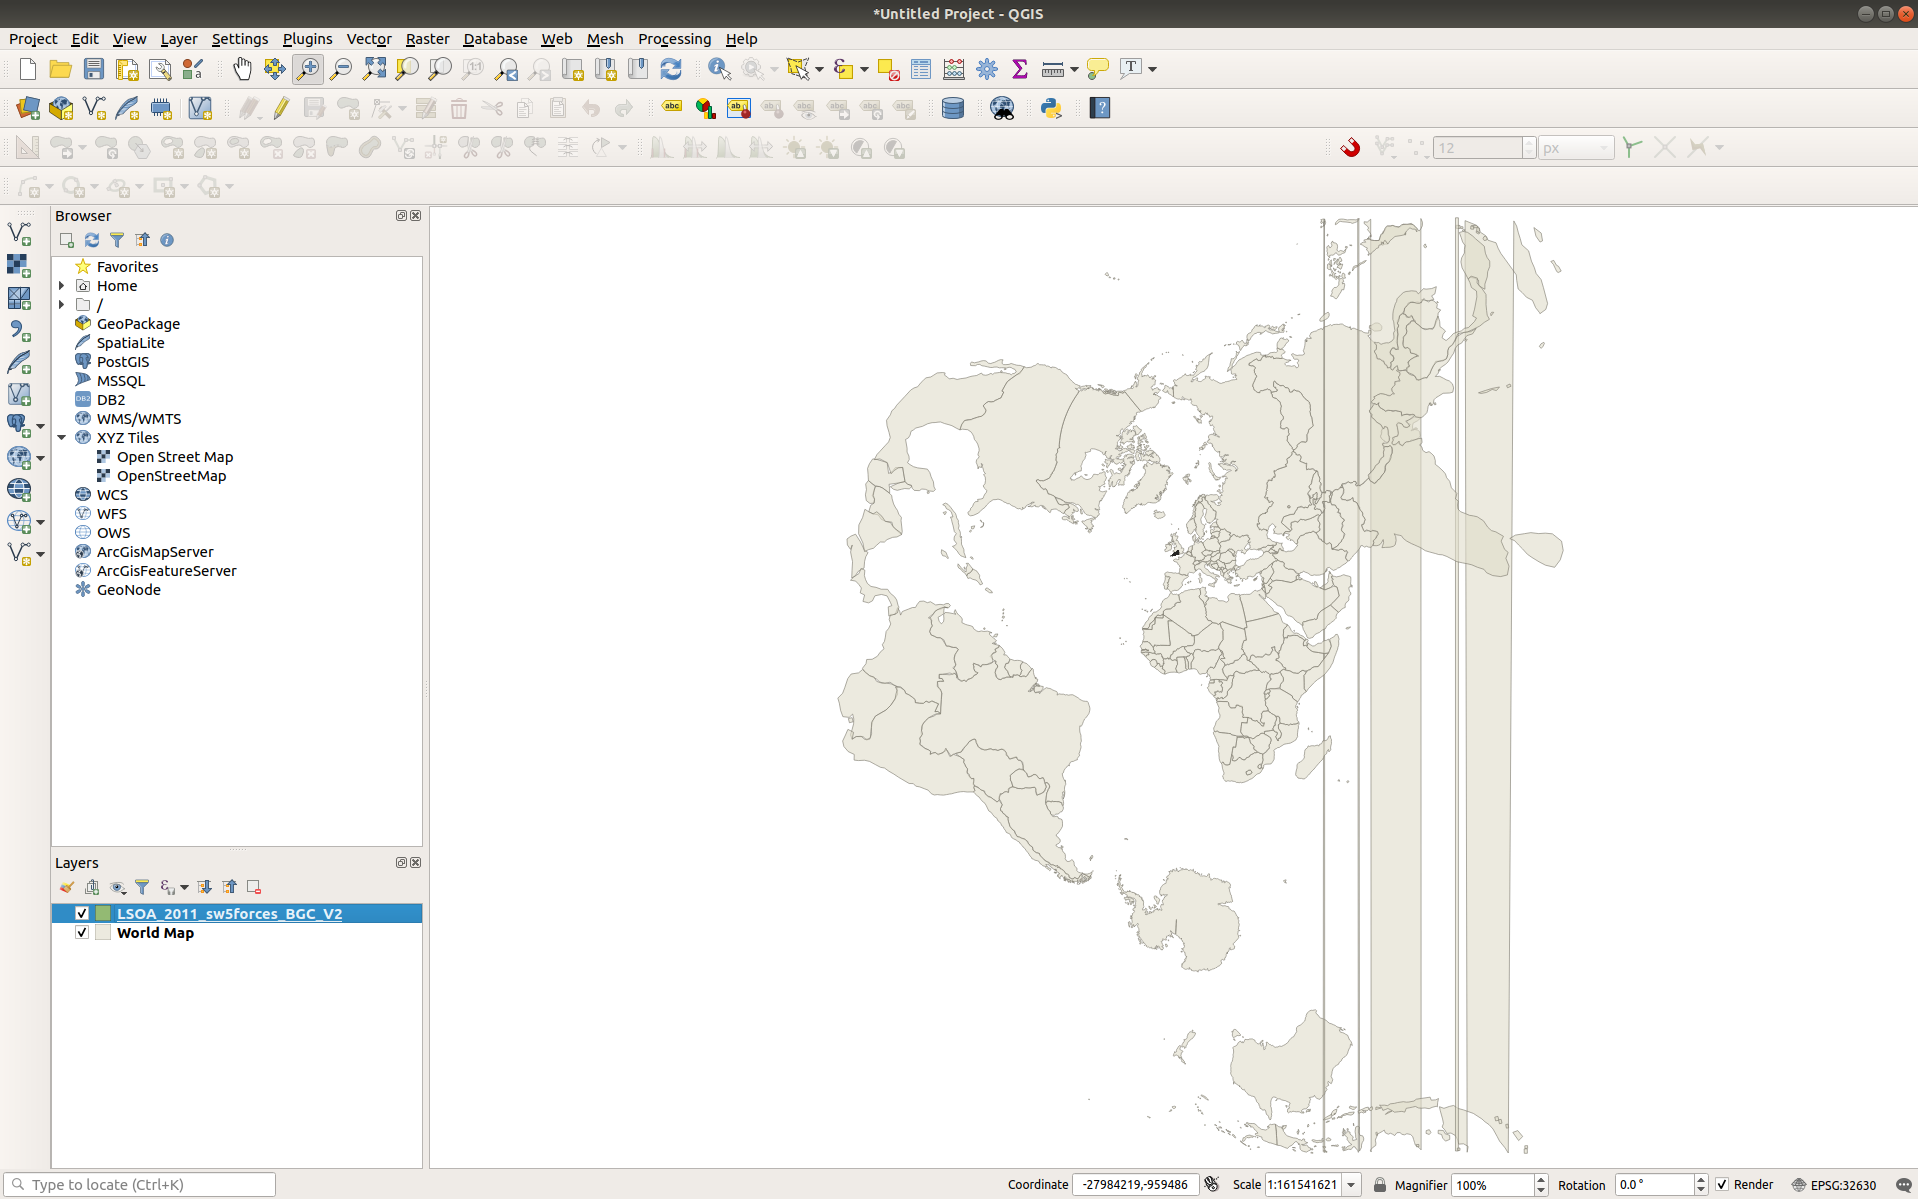 *Untitled Project - QGIS
Project Edit View Layer Settings Plugins Vector Raster Database Web Mesh Processing Help
abc
12 px
Browser
Favorites
Home
/
GeoPackage
SpatiaLite
PostGIS
MSSQL
DB2
WMS/WMTS
XYZ Tiles
Open Street Map
OpenStreetMap
WCS
WFS
OWS
ArcGisMapServer
ArcGisFeatureServer
GeoNode
Layers
LSOA_2011_sw5forces_BGC_V2
World Map
Type to locate (Ctrl+K) Coordinate -27984219,-959486 Scale 1:161541621 Magnifier 100% Rotation 0.0 ° Render EPSG:32630